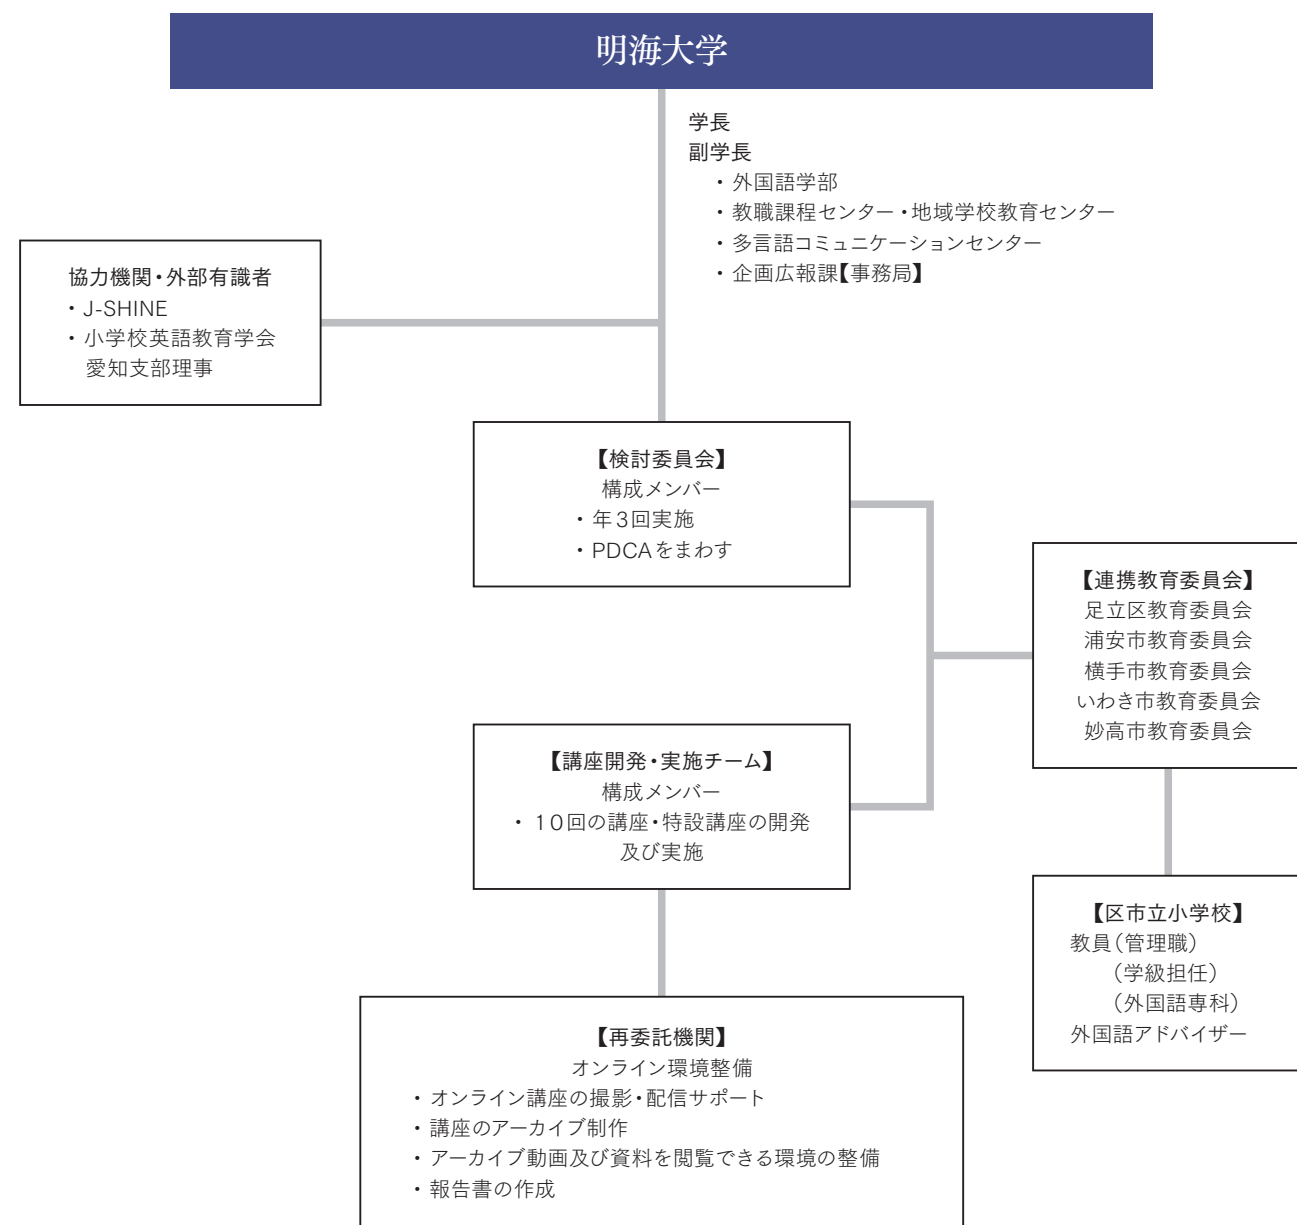 明海大学
学長
副学長
・外国語学部
・教職課程センター・地域学校教育センター
・多言語コミュニケーションセンター
・企画広報課【事務局】
協力機関・外部有識者
・J-SHINE
・小学校英語教育学会
愛知支部理事
【検討委員会】
構成メンバー
・年3回実施
・PDCAをまわす
【連携教育委員会】
足立区教育委員会
浦安市教育委員会
横手市教育委員会
いわき市教育委員会
妙高市教育委員会
【講座開発・実施チーム】
構成メンバー
・10回の講座・特設講座の開発
及び実施
【区市立小学校】
教員（管理職）
（学級担任）
（外国語専科）
外国語アドバイザー
【再委託機関】
オンライン環境整備
・オンライン講座の撮影・配信サポート
・講座のアーカイブ制作
・アーカイブ動画及び資料を閲覧できる環境の整備
・報告書の作成